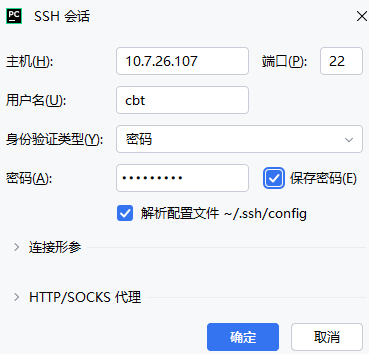 PC SSH 会话
主机(H): 10.7.26.107 端口(P): 22
用户名(U): cbt
身份验证类型(Y): 密码
密码(A): ••••••••• 保存密码(E)
解析配置文件 ~/.ssh/config
连接形参
HTTP/SOCKS 代理
确定 取消